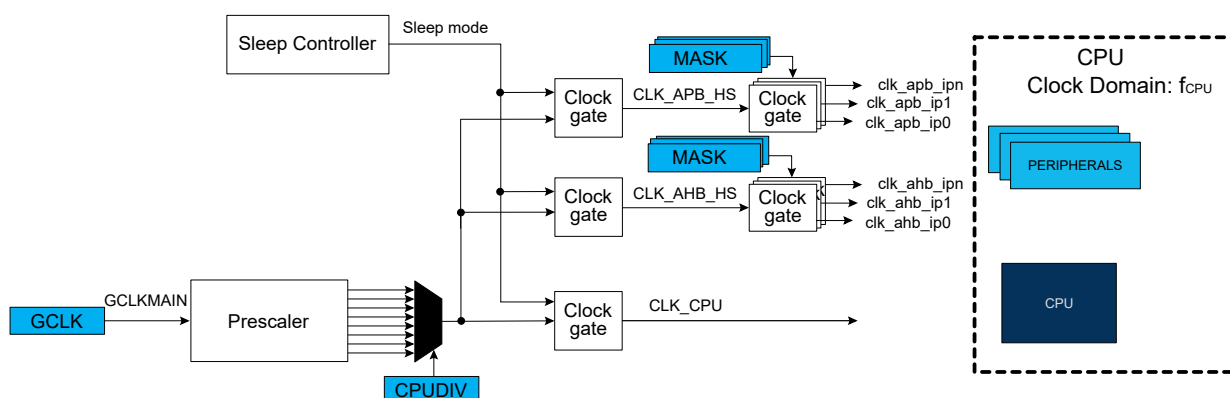 Sleep Controller
Sleep mode
MASK
Clock
gate
CLK_APB_HS
Clock
gate
clk_apb_ipn
clk_apb_ip1
clk_apb_ip0
MASK
Clock
gate
CLK_AHB_HS
Clock
gate
clk_ahb_ipn
clk_ahb_ip1
clk_ahb_ip0
GCLK
GCLKMAIN
Prescaler
CPUDIV
Clock
gate
CLK_CPU
CPU
Clock Domain: fCPU
PERIPHERALS
CPU